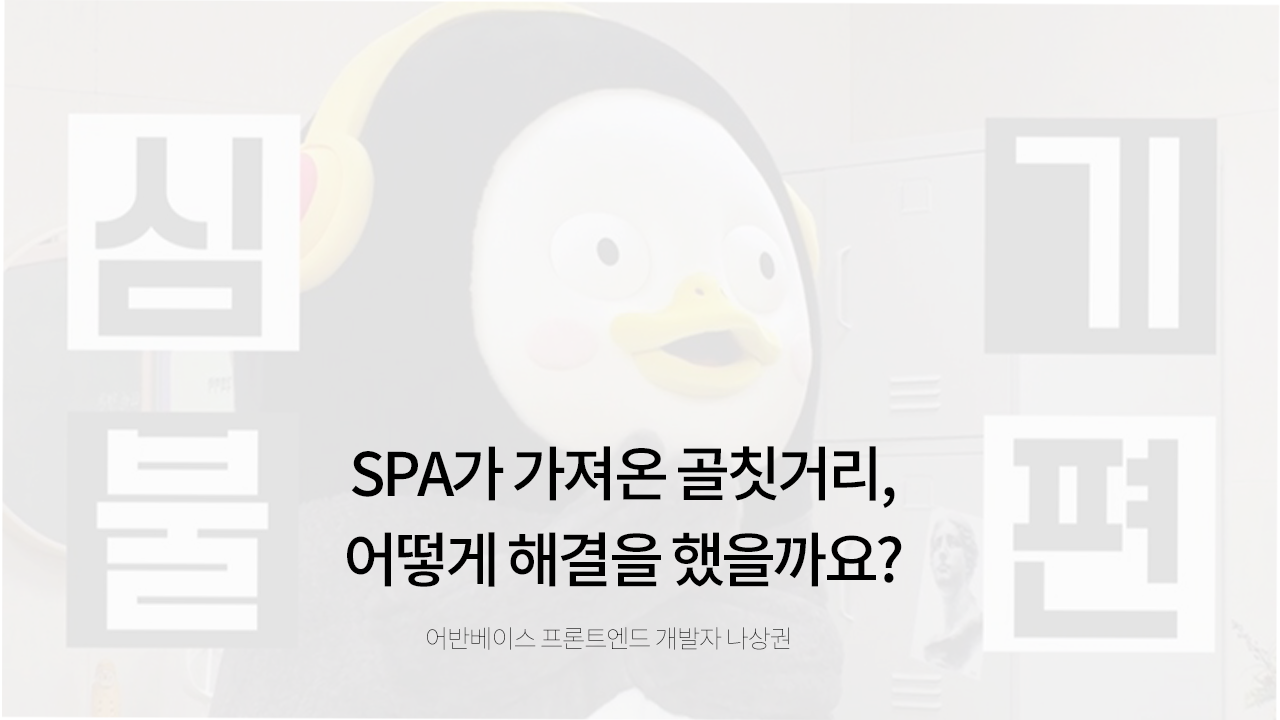 심
불
기
편
SPA가 가져온 골칫거리,
어떻게 해결을 했을까요?
어반베이스 프론트엔드 개발자 나상권